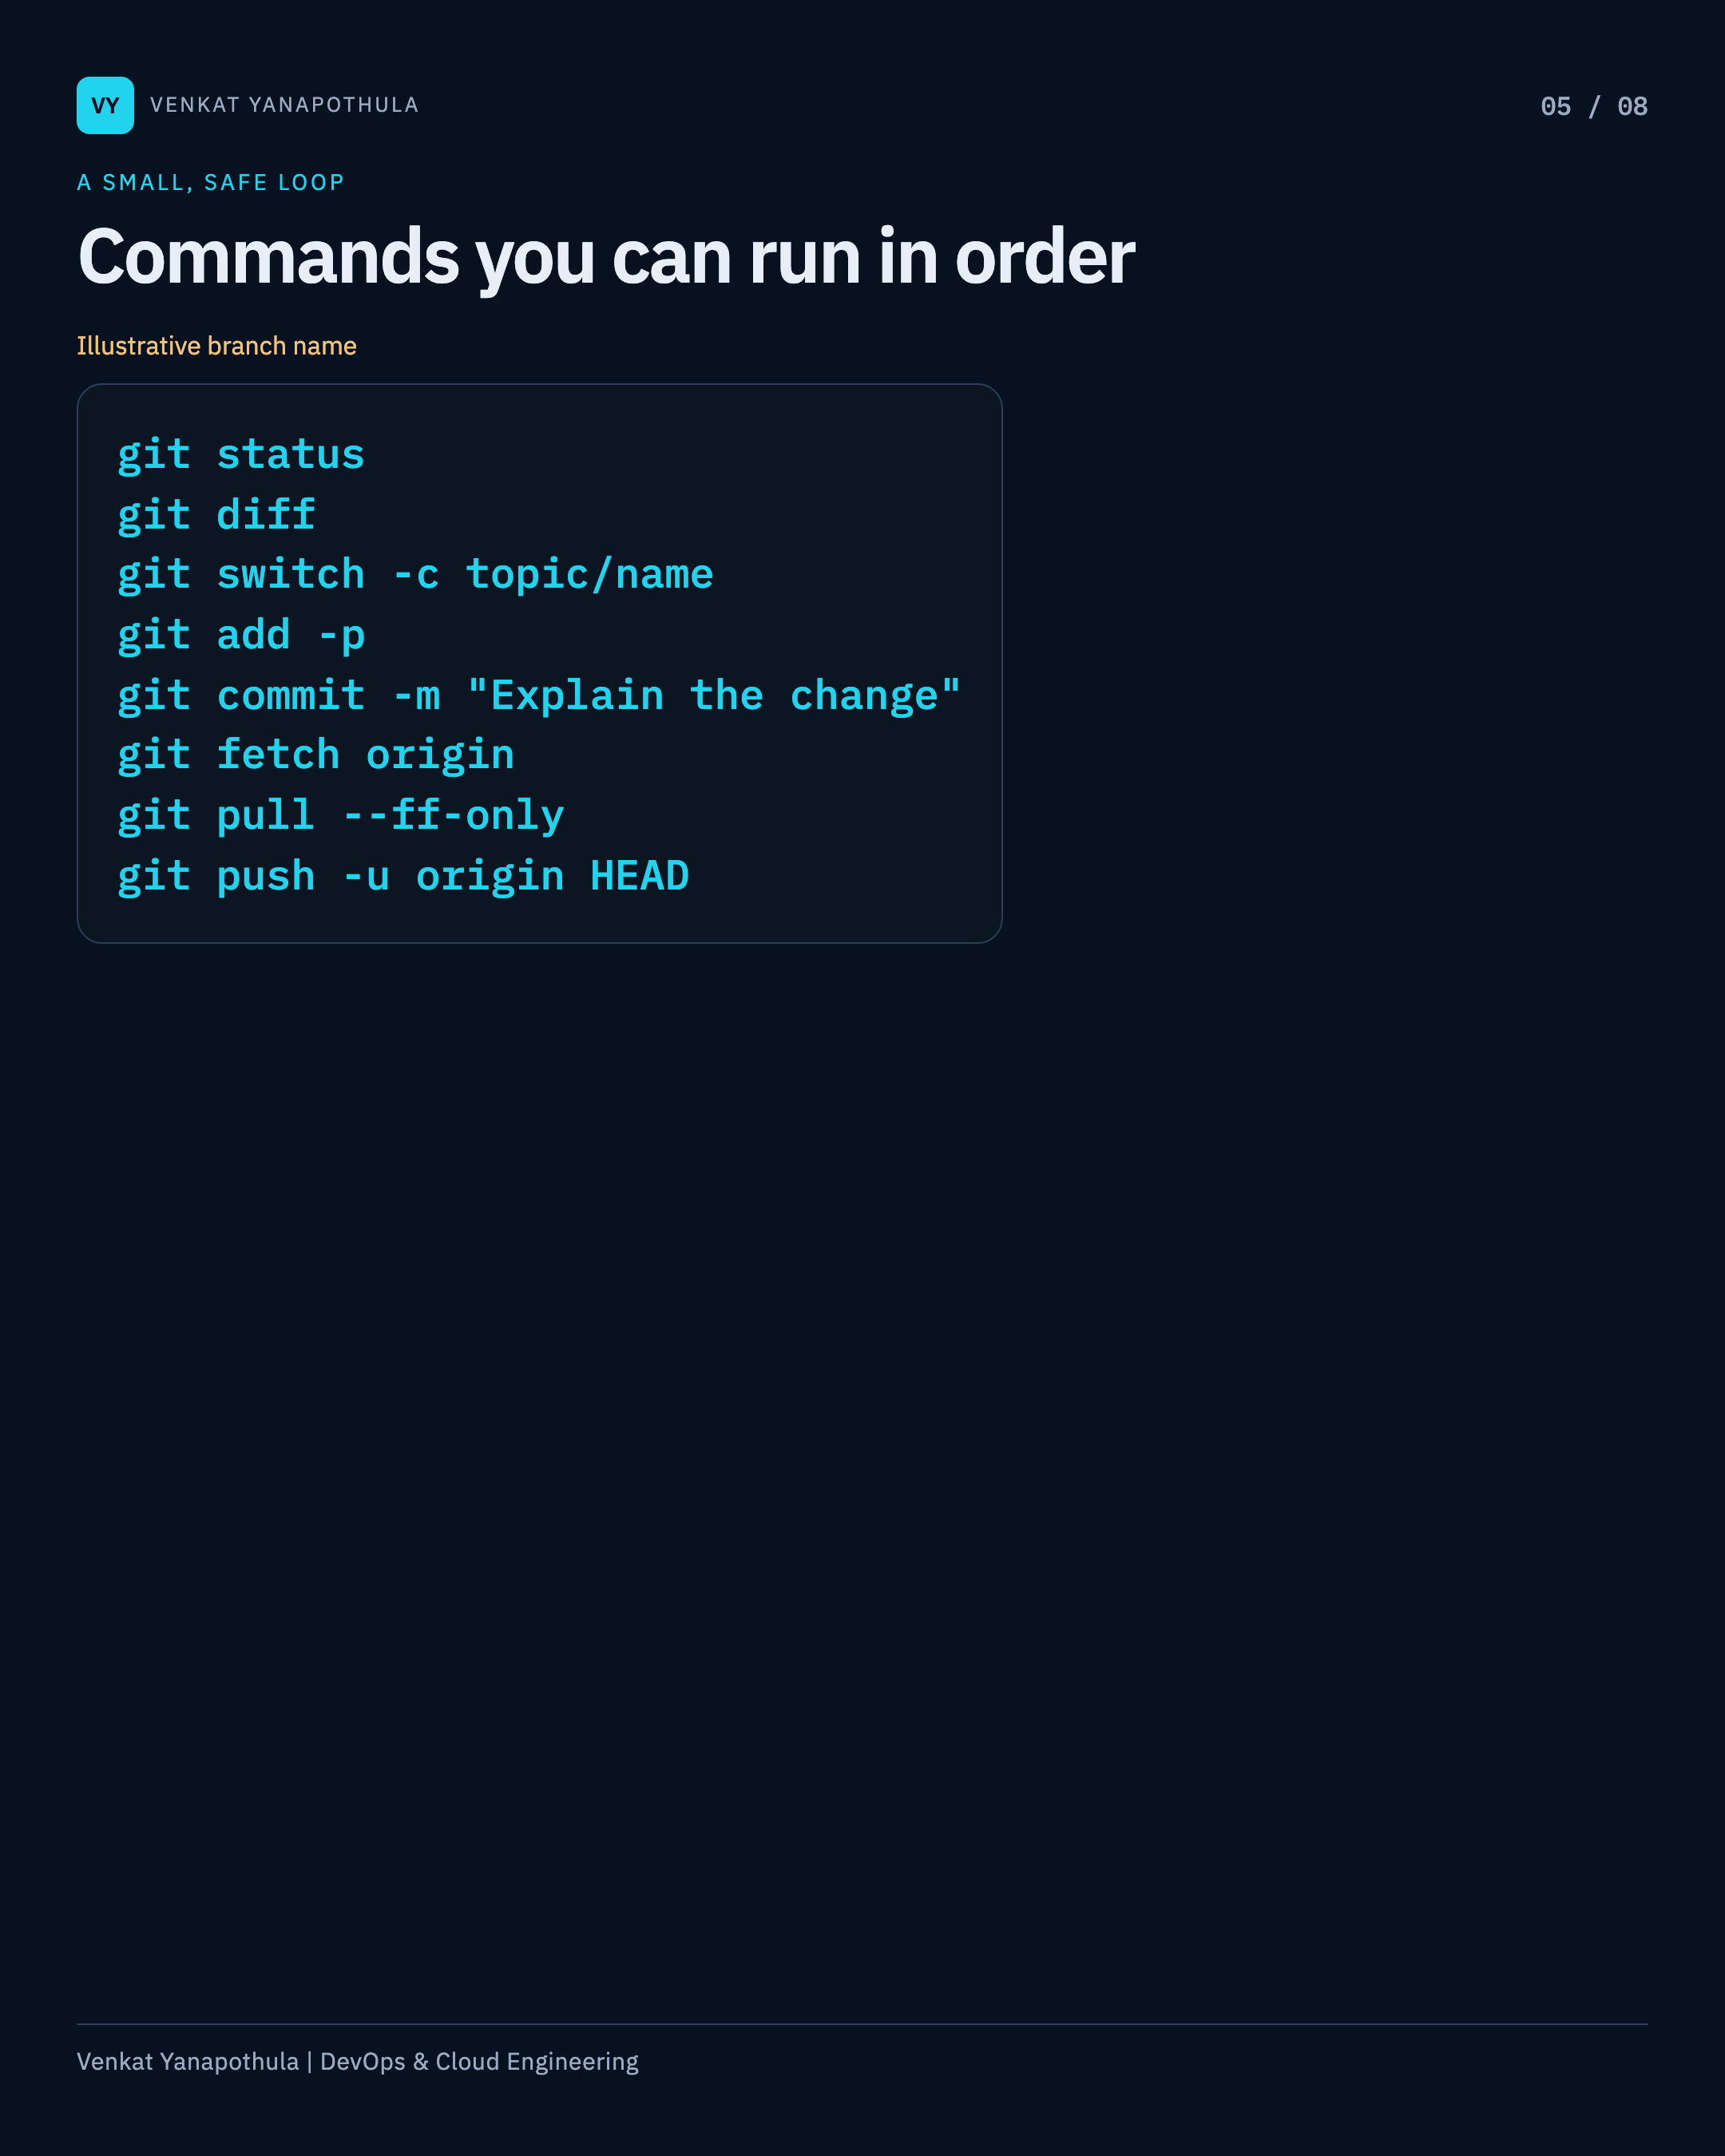 VY VENKAT YANAPOTHULA
05 / 08
A SMALL, SAFE LOOP
Commands you can run in order
Illustrative branch name
git status
git diff
git switch -c topic/name
git add -p
git commit -m "Explain the change"
git fetch origin
git pull --ff-only
git push -u origin HEAD
Venkat Yanapothula | DevOps & Cloud Engineering